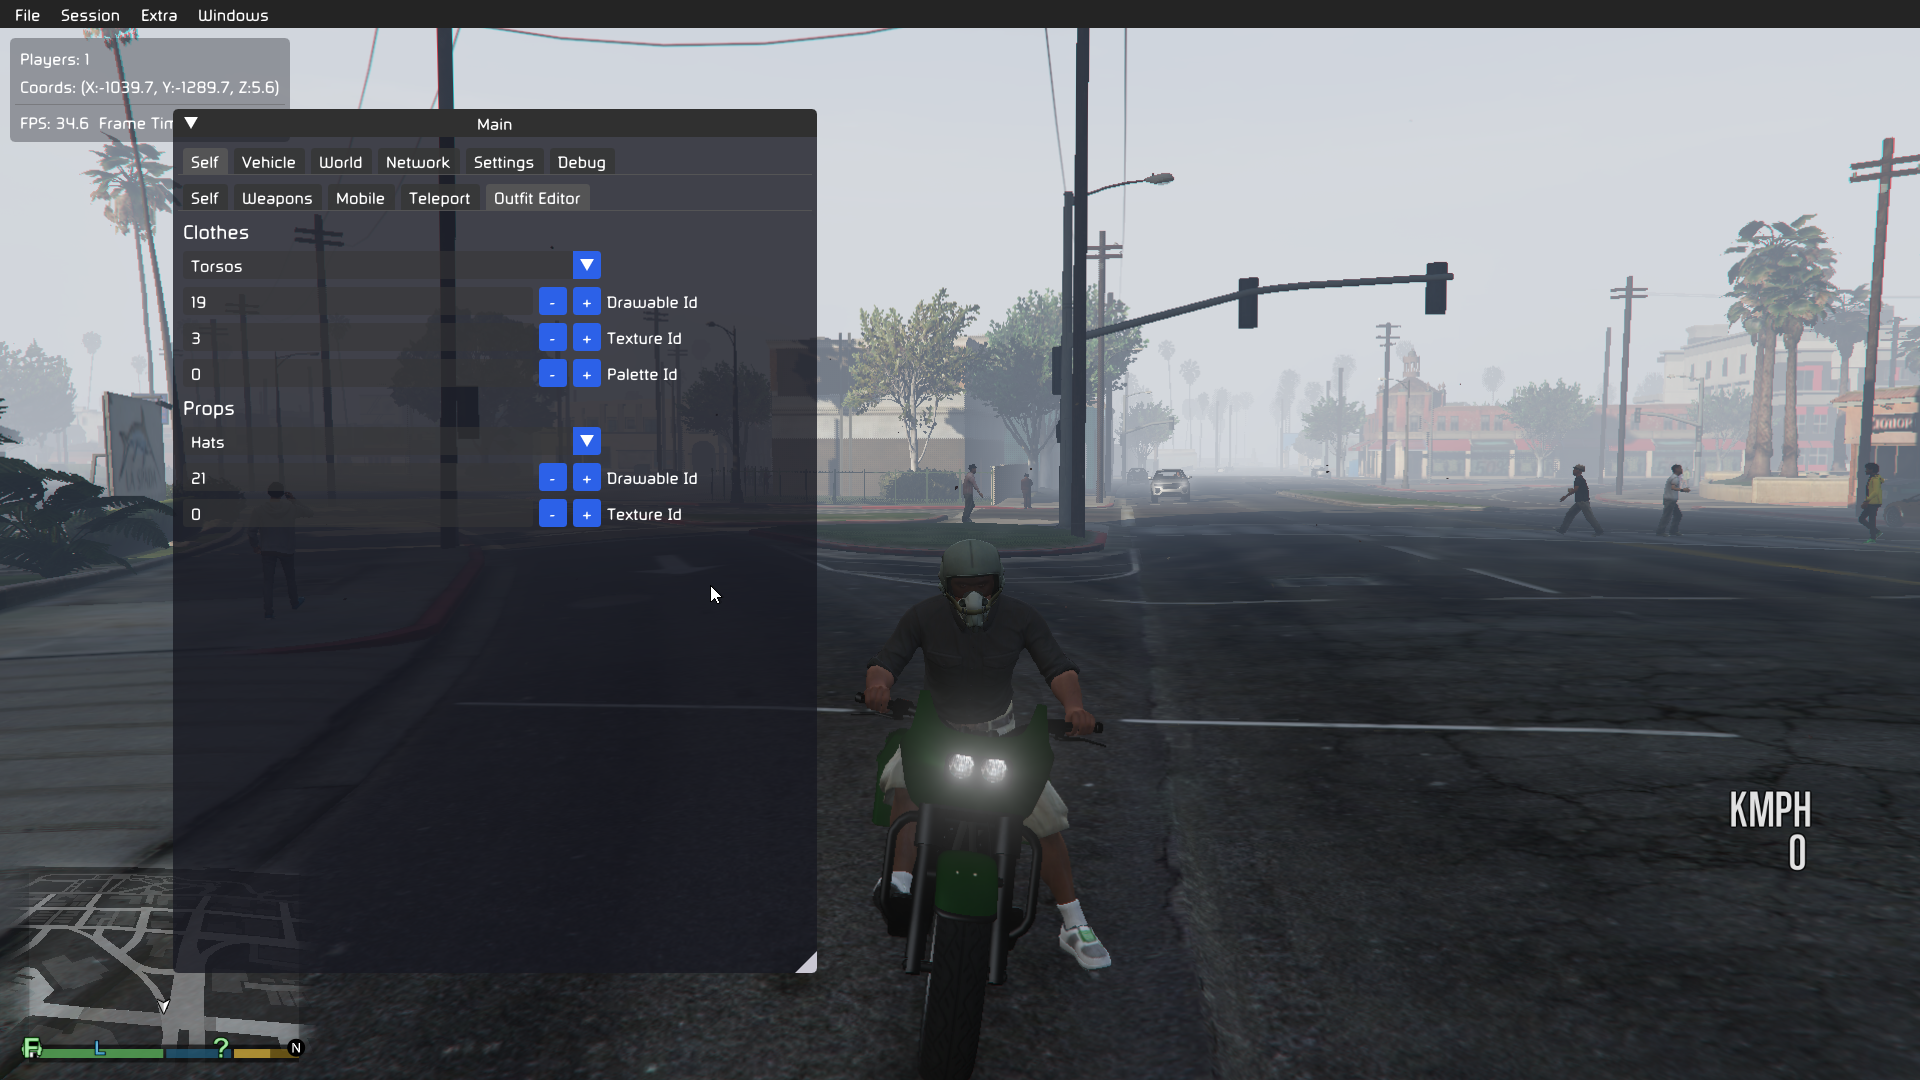 File Session Extra Windows
Players: 1
Coords: (X:-1039.7, Y:-1289.7, Z:5.6)
FPS: 34.6 Frame Tim
Main
Self Vehicle World Network Settings Debug
Self Weapons Mobile Teleport Outfit Editor
Clothes
Torsos
19 - + Drawable Id
3 - + Texture Id
0 - + Palette Id
Props
Hats
21 - + Drawable Id
0 - + Texture Id
LIQUOR
KMPH
0
F L ? N